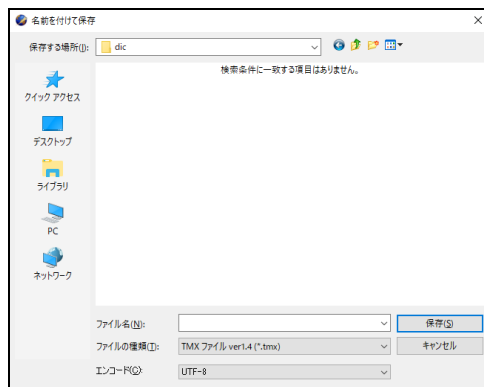 名前を付けて保存
保存する場所(I): dic
検索条件に一致する項目はありません。
クイック アクセス
デスクトップ
ライブラリ
PC
ネットワーク
ファイル名(N): 保存(S)
ファイルの種類(T): TMX ファイル ver1.4 (*.tmx) キャンセル
エンコード(C): UTF-8